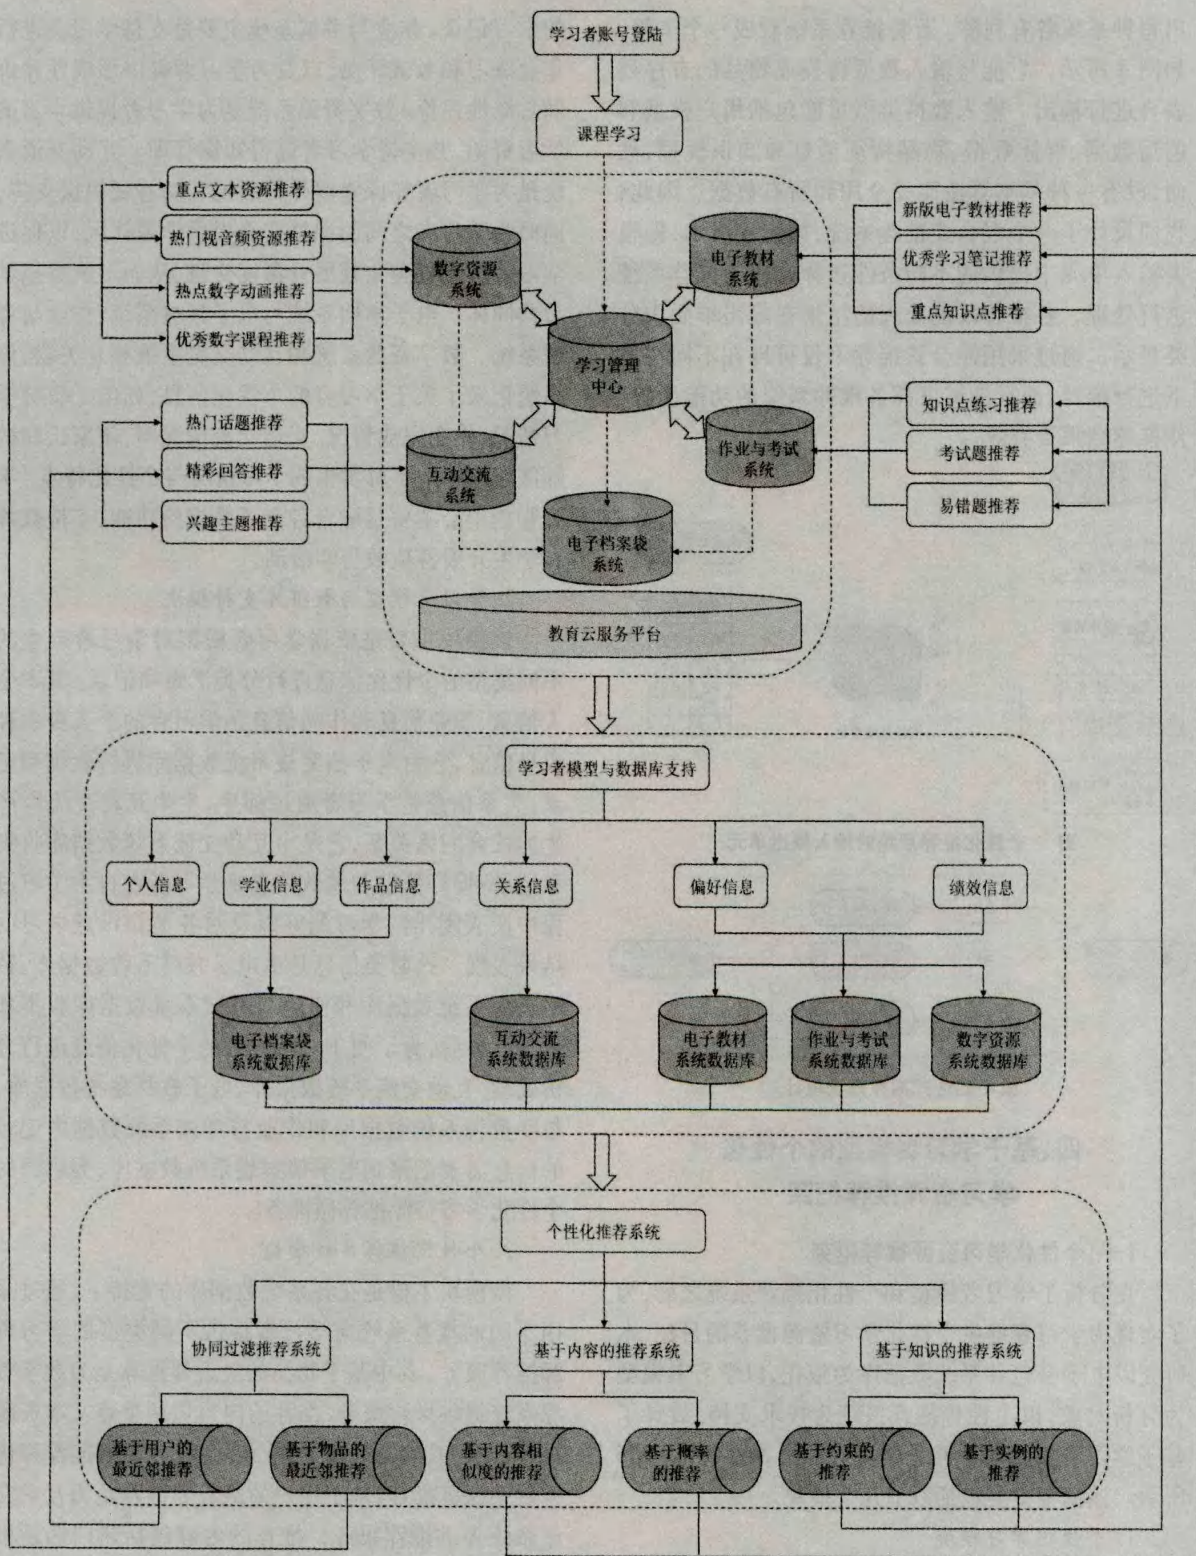 学习者账号登陆
课程学习
重点文本资源推荐
热门视音频资源推荐
热点数字动画推荐
优秀数字课程推荐
热门话题推荐
精彩回答推荐
兴趣主题推荐
数字资源
系统
电子教材
系统
学习管理
中心
互动交流
系统
作业与考试
系统
电子档案袋
系统
教育云服务平台
新版电子教材推荐
优秀学习笔记推荐
重点知识点推荐
知识点练习推荐
考试题推荐
易错题推荐
学习者模型与数据库支持
个人信息
学业信息
作品信息
关系信息
偏好信息
绩效信息
电子档案袋
系统数据库
互动交流
系统数据库
电子教材
系统数据库
作业与考试
系统数据库
数字资源
系统数据库
个性化推荐系统
协同过滤推荐系统
基于内容的推荐系统
基于知识的推荐系统
基于用户的
最近邻推荐
基于物品的
最近邻推荐
基于内容相
似度的推荐
基于概率
的推荐
基于约束的
推荐
基于实例的
推荐